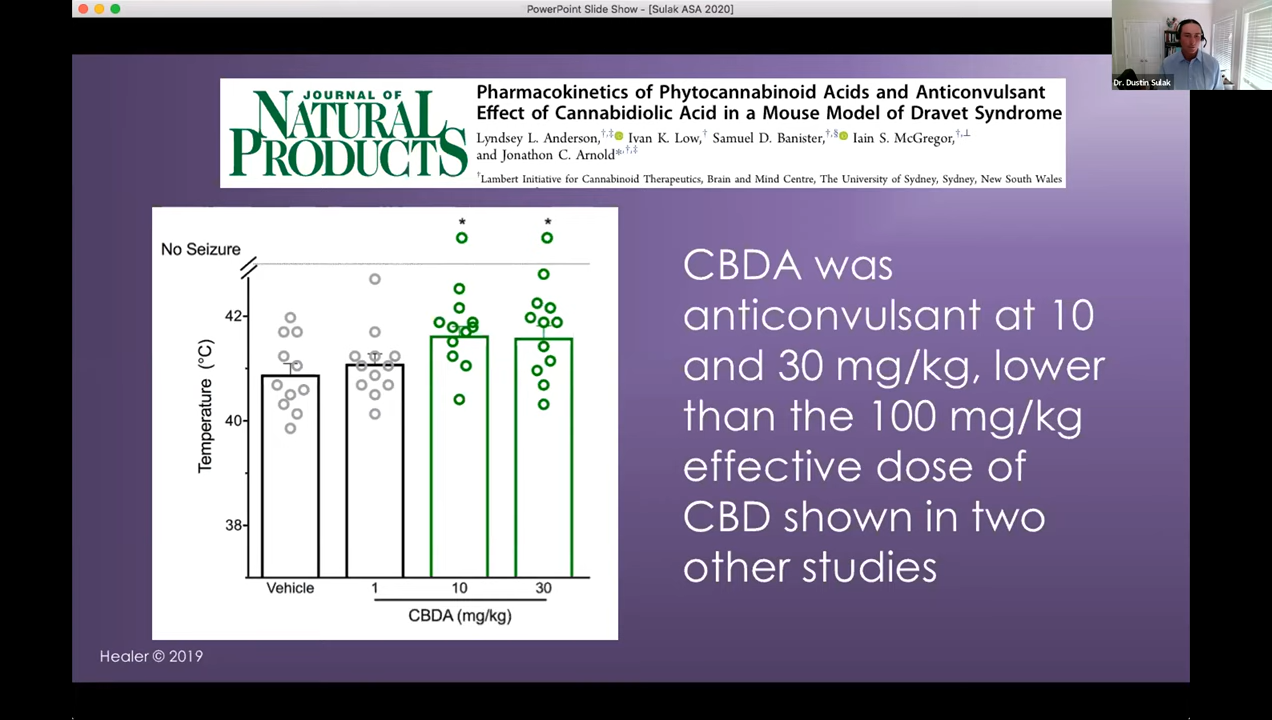 PowerPoint Slide Show - [Sulak ASA 2020]
Dr. Dustin Sulak
JOURNAL OF
NATURAL
PRODUCTS
Pharmacokinetics of Phytocannabinoid Acids and Anticonvulsant
Effect of Cannabidiolic Acid in a Mouse Model of Dravet Syndrome
Lyndsey L. Anderson,†,‡ Ivan K. Low,† Samuel D. Banister,†,§ Iain S. McGregor,†,⊥
and Jonathon C. Arnold*,†,‡
†Lambert Initiative for Cannabinoid Therapeutics, Brain and Mind Centre, The University of Sydney, Sydney, New South Wales
* *
No Seizure
42
40
38
Temperature (°C)
Vehicle 1 10 30
CBDA (mg/kg)
CBDA was
anticonvulsant at 10
and 30 mg/kg, lower
than the 100 mg/kg
effective dose of
CBD shown in two
other studies
Healer © 2019